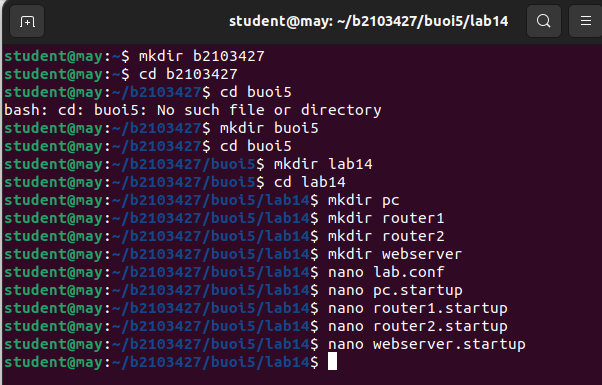 student@may: ~/b2103427/buoi5/lab14
student@may:~$ mkdir b2103427
student@may:~$ cd b2103427
student@may:~/b2103427$ cd buoi5
bash: cd: buoi5: No such file or directory
student@may:~/b2103427$ mkdir buoi5
student@may:~/b2103427$ cd buoi5
student@may:~/b2103427/buoi5$ mkdir lab14
student@may:~/b2103427/buoi5$ cd lab14
student@may:~/b2103427/buoi5/lab14$ mkdir pc
student@may:~/b2103427/buoi5/lab14$ mkdir router1
student@may:~/b2103427/buoi5/lab14$ mkdir router2
student@may:~/b2103427/buoi5/lab14$ mkdir webserver
student@may:~/b2103427/buoi5/lab14$ nano lab.conf
student@may:~/b2103427/buoi5/lab14$ nano pc.startup
student@may:~/b2103427/buoi5/lab14$ nano router1.startup
student@may:~/b2103427/buoi5/lab14$ nano router2.startup
student@may:~/b2103427/buoi5/lab14$ nano webserver.startup
student@may:~/b2103427/buoi5/lab14$